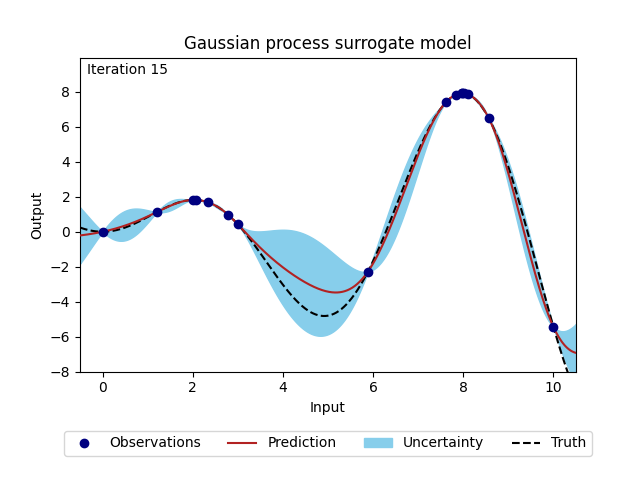 Gaussian process surrogate model
Iteration 15
8
6
4
2
0
−2
−4
−6
−8
Output
0 2 4 6 8 10
Input
Observations Prediction Uncertainty Truth